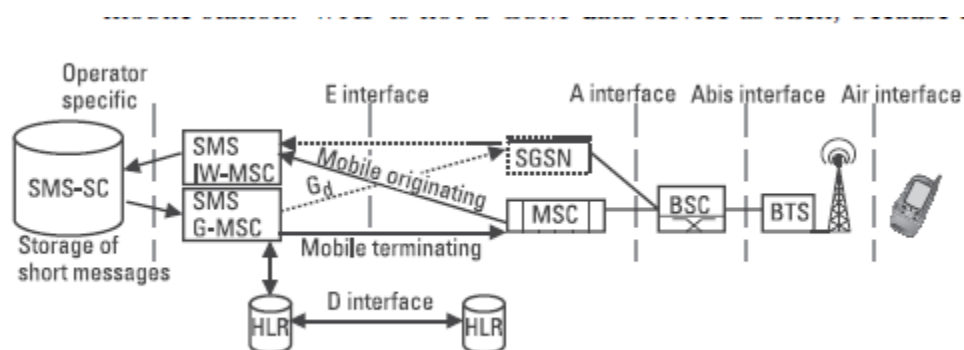 Operator
specific
E interface
A interface
Abis interface
Air interface
SMS-SC
SMS
IW-MSC
SMS
G-MSC
Mobile originating
Gd
SGSN
MSC
BSC
BTS
Mobile terminating
Storage of
short messages
D interface
HLR
HLR